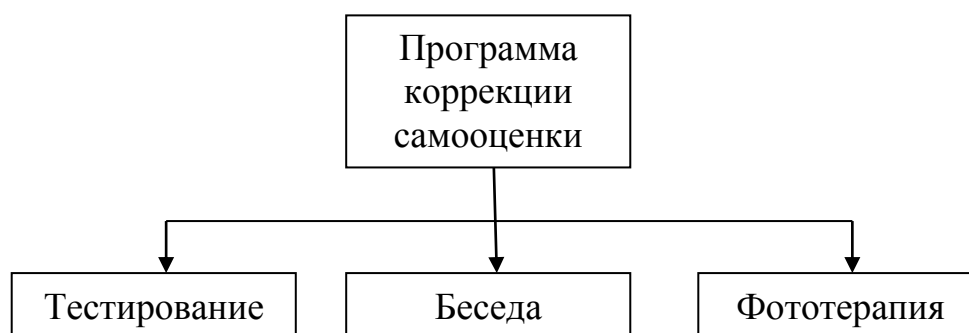 Программа
коррекции
самооценки
Тестирование
Беседа
Фототерапия